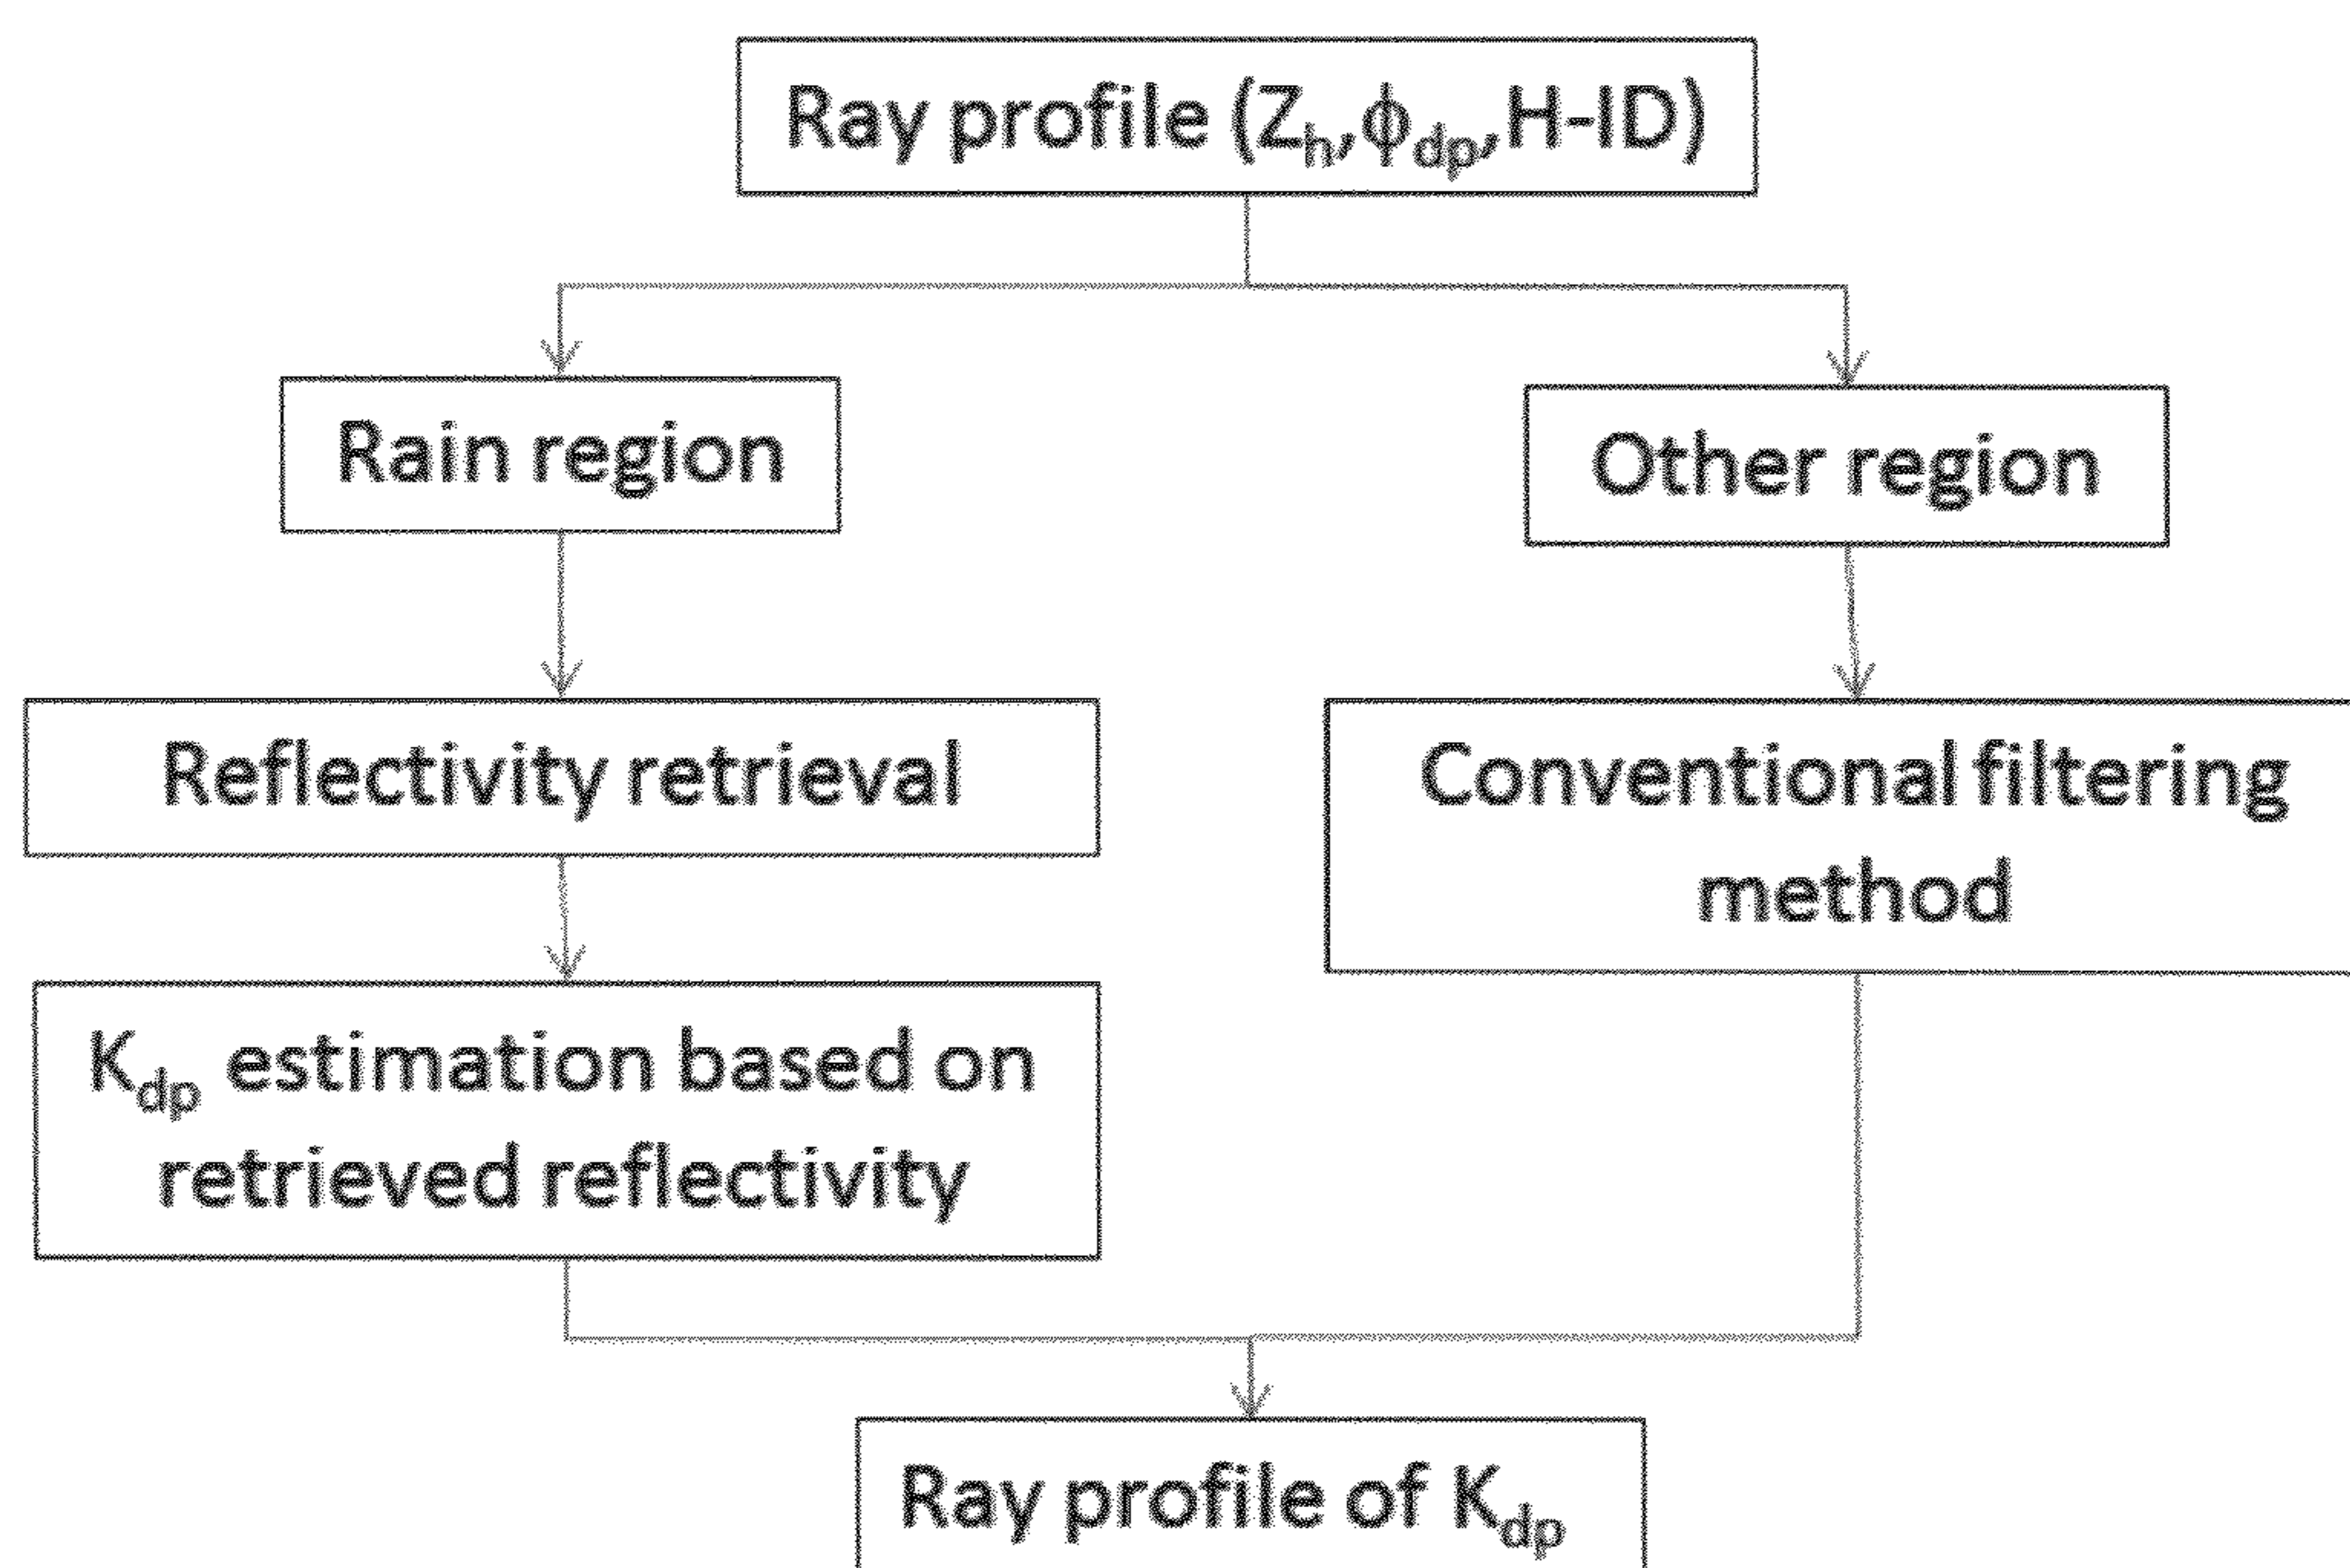 Ray profile (Zh,ϕdp,H-ID)
Rain region
Other region
Reflectivity retrieval
Conventional filtering
method
Kdp estimation based on
retrieved reflectivity
Ray profile of Kdp